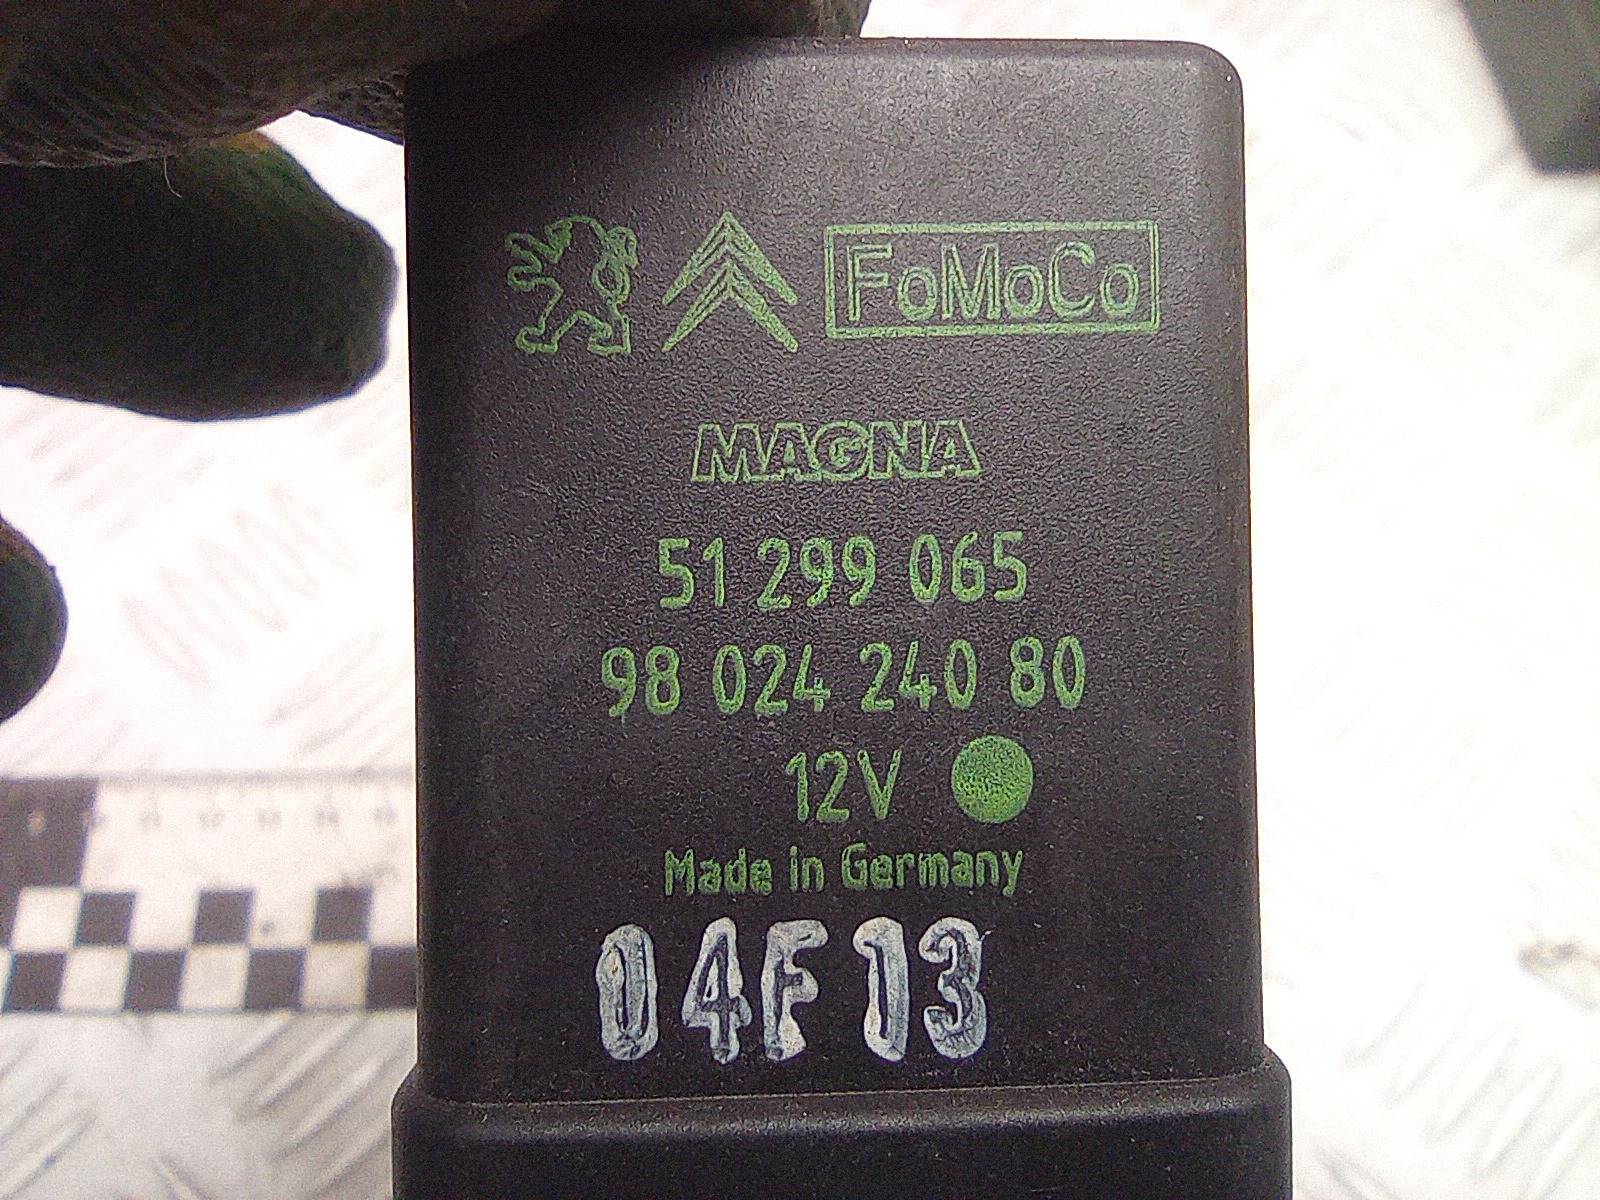 FoMoCo
MAGNA
51 299 065
98 024 240 80
12V
Made in Germany
04F13